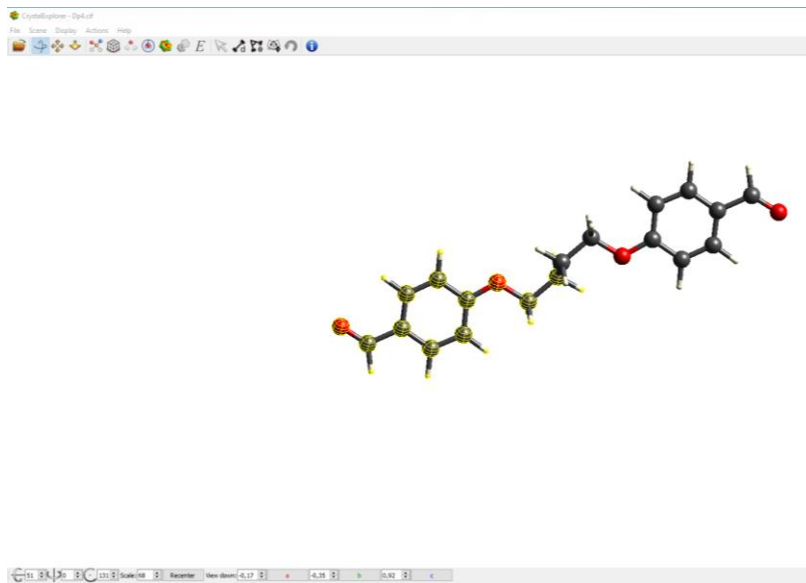 CrystalExplorer - Dp4.cif
File Scene Display Actions Help
E
51 0 131 Scale: 68 Recenter View down: -0,17 a -0,35 b 0,92 c